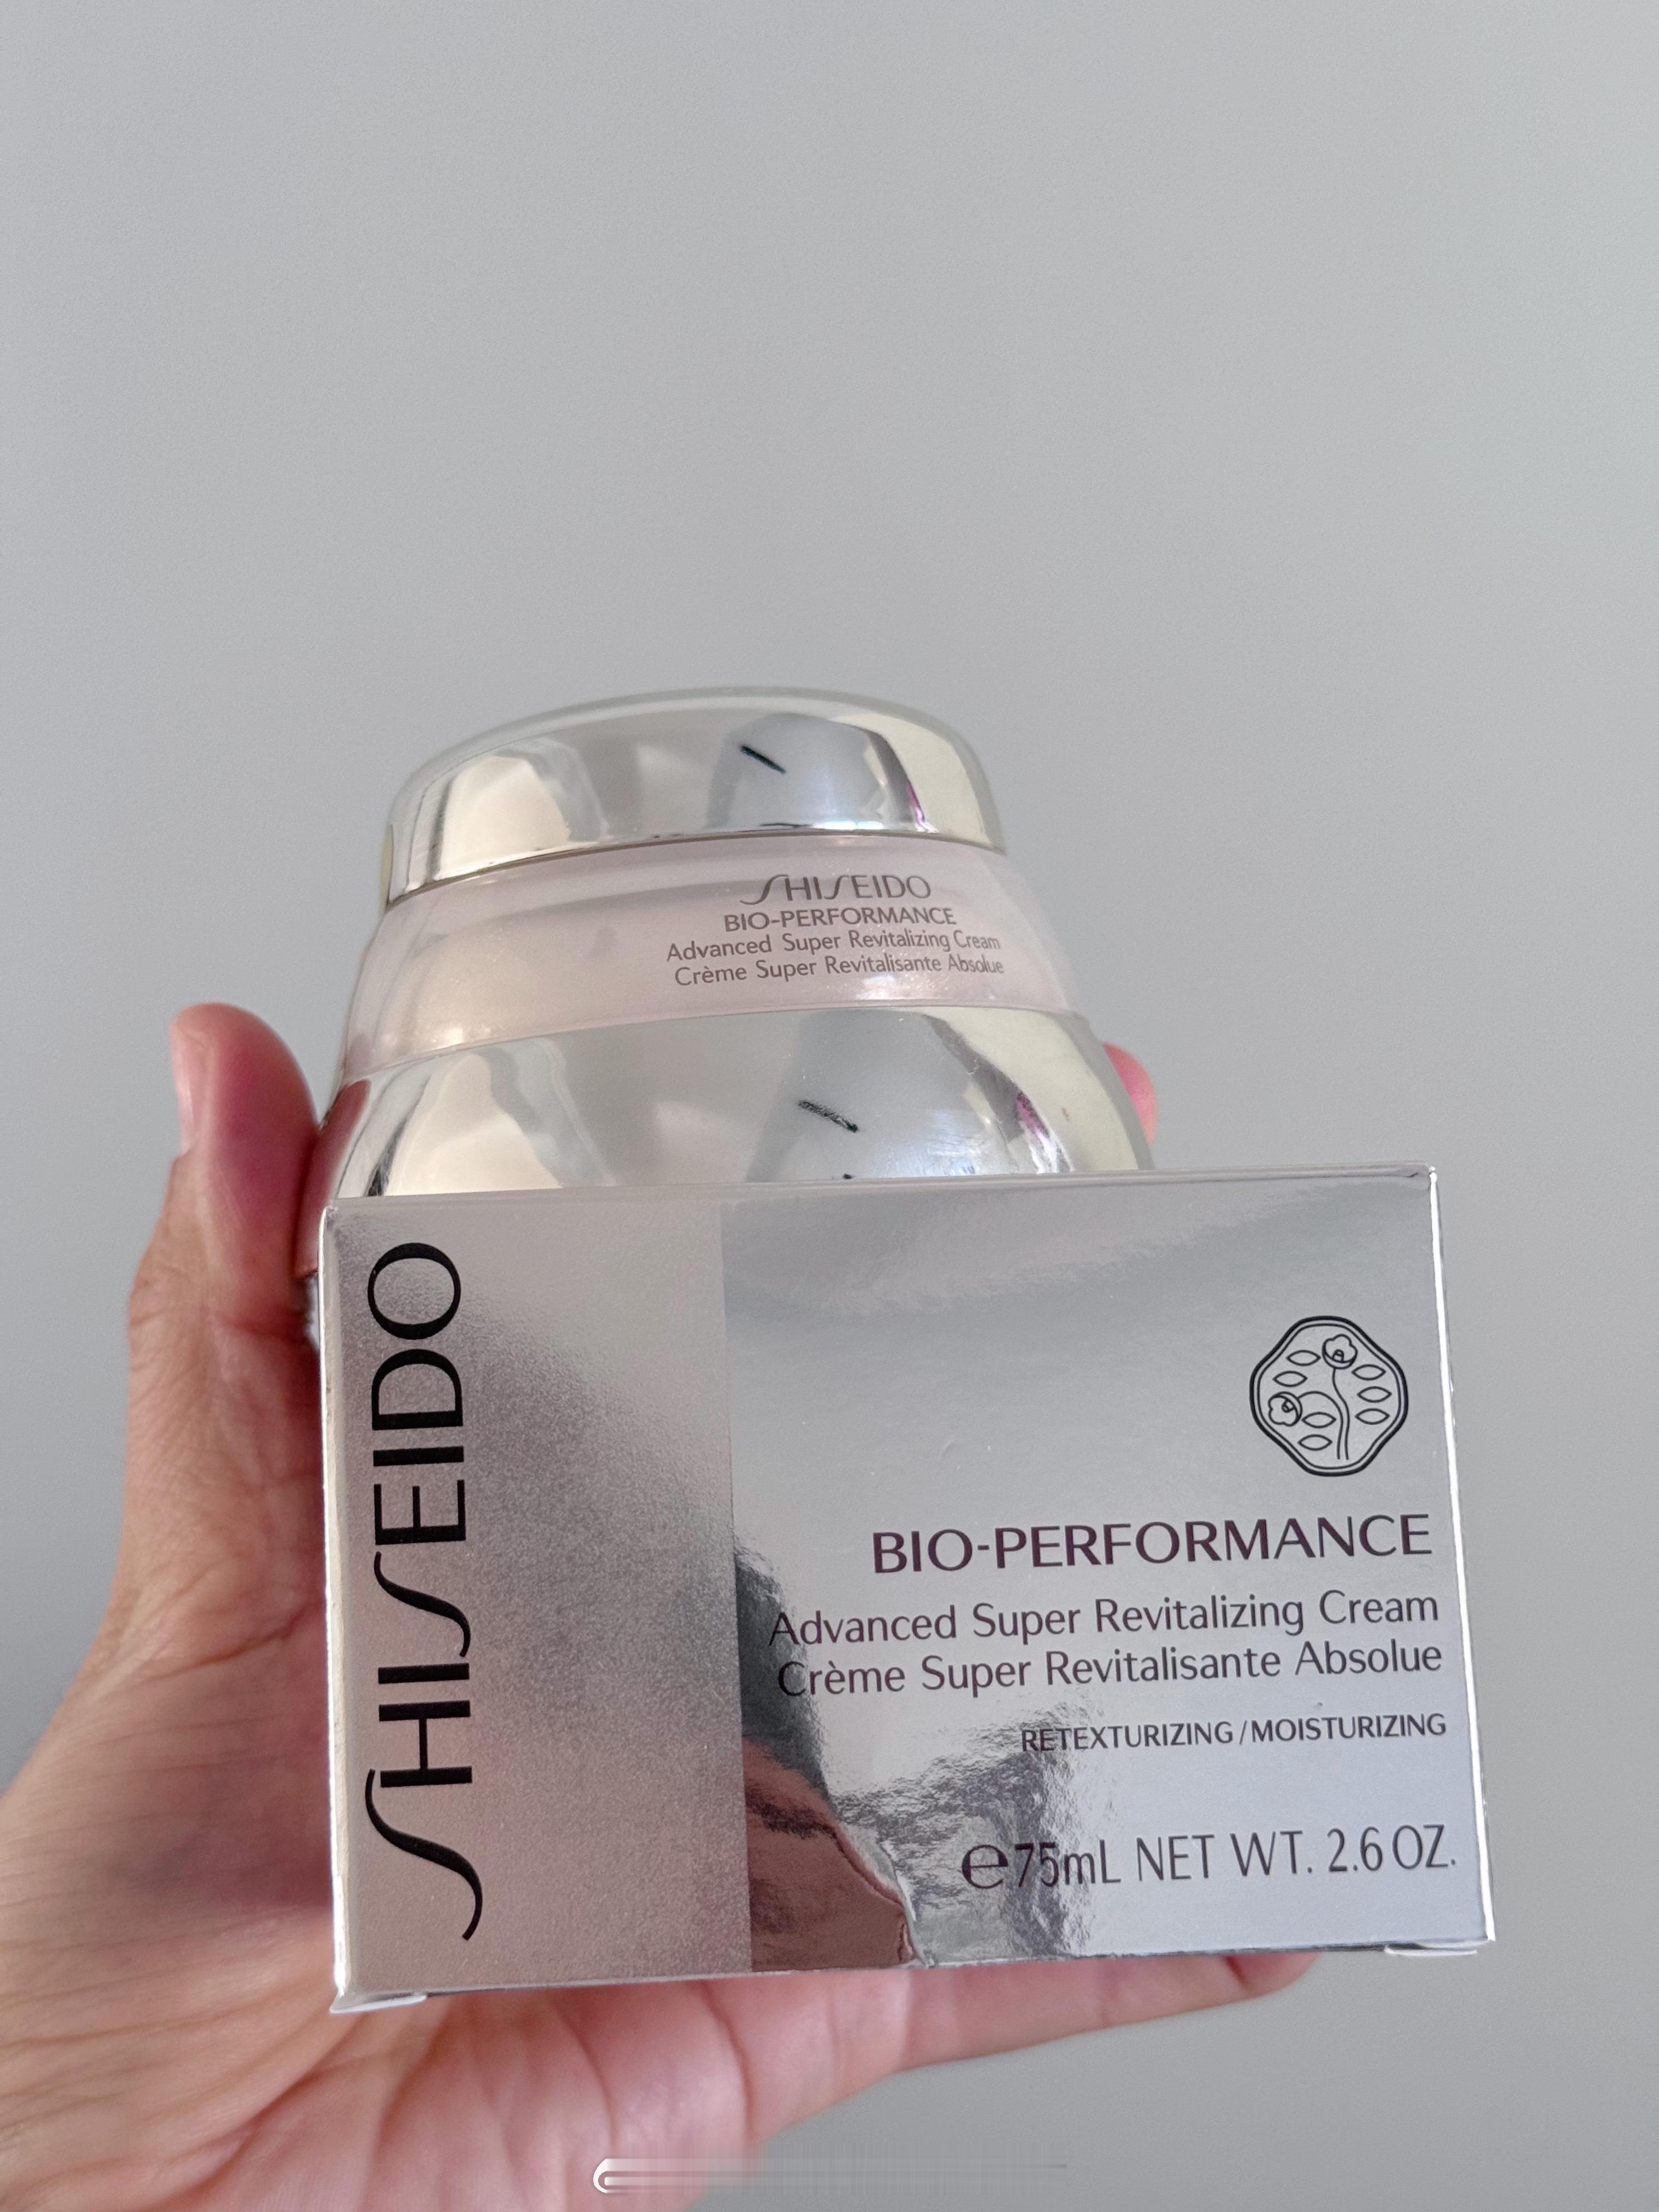 SHISEIDO
BIO-PERFORMANCE
Advanced Super Revitalizing Cream
Crème Super Revitalisante Absolue
SHISEIDO
BIO-PERFORMANCE
Advanced Super Revitalizing Cream
Crème Super Revitalisante Absolue
RETEXTURIZING/MOISTURIZING
℮75mL NET WT. 2.6 OZ.